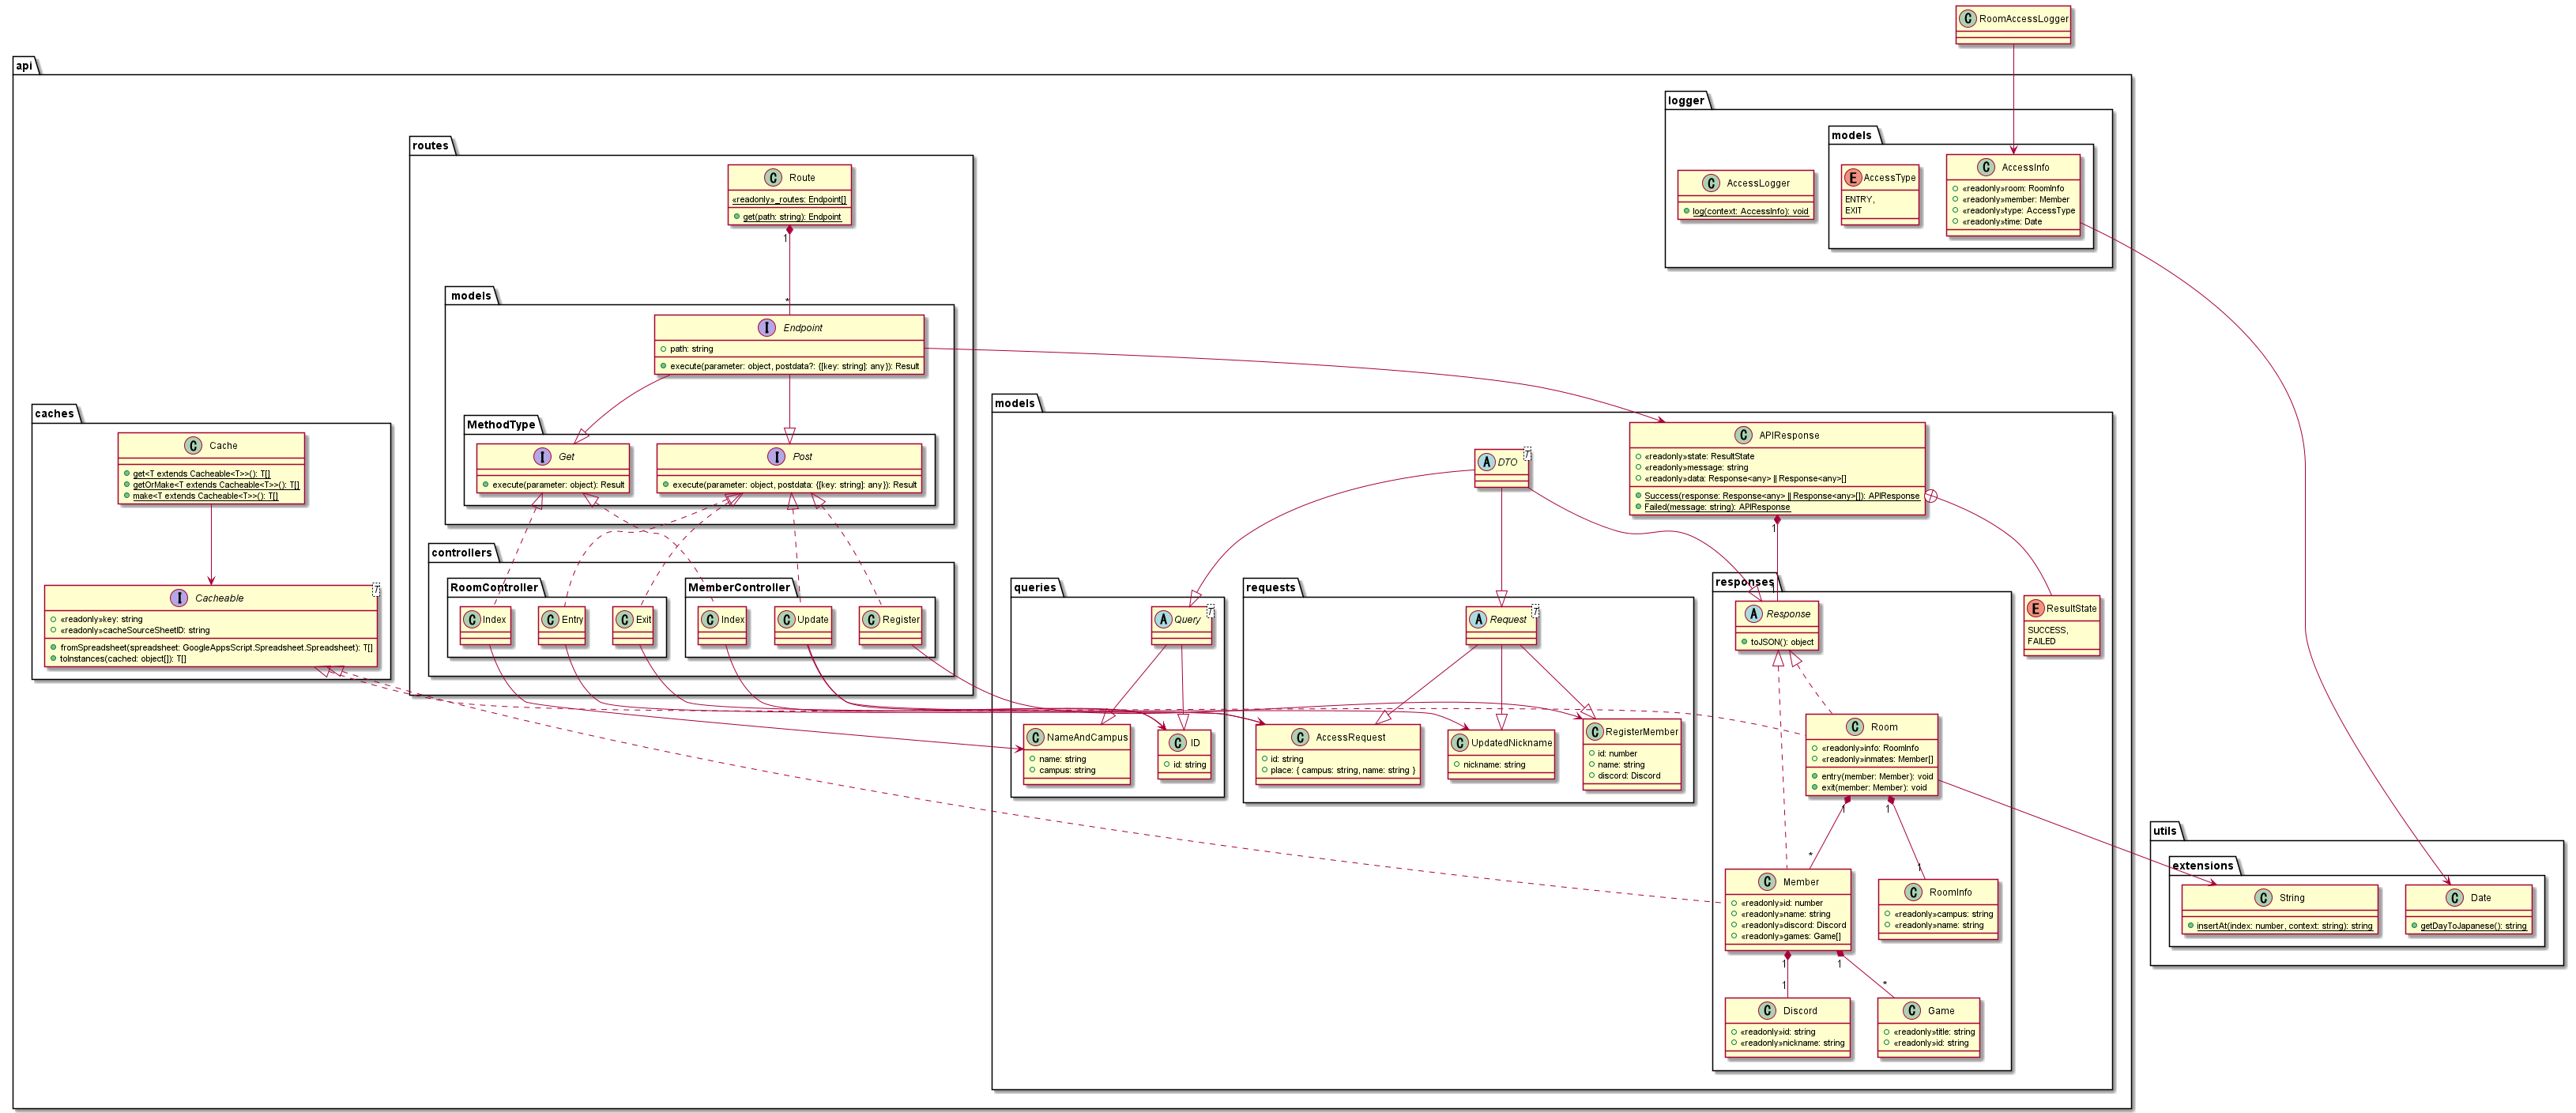 C RoomAccessLogger
api
logger
models
C AccessLogger
log(context: AccessInfo): void
E AccessType
ENTRY,
EXIT
C AccessInfo
«readonly»room: RoomInfo
«readonly»member: Member
«readonly»type: AccessType
«readonly»time: Date
routes
C Route
«readonly»_routes: Endpoint[]
get(path: string): Endpoint
1
*
models
I Endpoint
path: string
execute(parameter: object, postdata?: {[key: string]: any}): Result
MethodType
I Get
execute(parameter: object): Result
I Post
execute(parameter: object, postdata: {[key: string]: any}): Result
controllers
RoomController
C Index
C Entry
C Exit
MemberController
C Index
C Update
C Register
caches
C Cache
get<T extends Cacheable<T>>(): T[]
getOrMake<T extends Cacheable<T>>(): T[]
make<T extends Cacheable<T>>(): T[]
I Cacheable
T
«readonly»key: string
«readonly»cacheSourceSheetID: string
fromSpreadsheet(spreadsheet: GoogleAppsScript.Spreadsheet.Spreadsheet): T[]
toInstances(cached: object[]): T[]
models
A DTO
T
C APIResponse
«readonly»state: ResultState
«readonly»message: string
«readonly»data: Response<any> || Response<any>[]
Success(response: Response<any> || Response<any>[]): APIResponse
Failed(message: string): APIResponse
1
1
E ResultState
SUCCESS,
FAILED
queries
A Query
T
C NameAndCampus
name: string
campus: string
C ID
id: string
requests
A Request
T
C AccessRequest
id: string
place: { campus: string, name: string }
C UpdatedNickname
nickname: string
C RegisterMember
id: number
name: string
discord: Discord
responses
A Response
toJSON(): object
C Room
«readonly»info: RoomInfo
«readonly»inmates: Member[]
entry(member: Member): void
exit(member: Member): void
1
1
*
1
C Member
«readonly»id: number
«readonly»name: string
«readonly»discord: Discord
«readonly»games: Game[]
C RoomInfo
«readonly»campus: string
«readonly»name: string
1
1
1
*
C Discord
«readonly»id: string
«readonly»nickname: string
C Game
«readonly»title: string
«readonly»id: string
utils
extensions
C String
insertAt(index: number, context: string): string
C Date
getDayToJapanese(): string